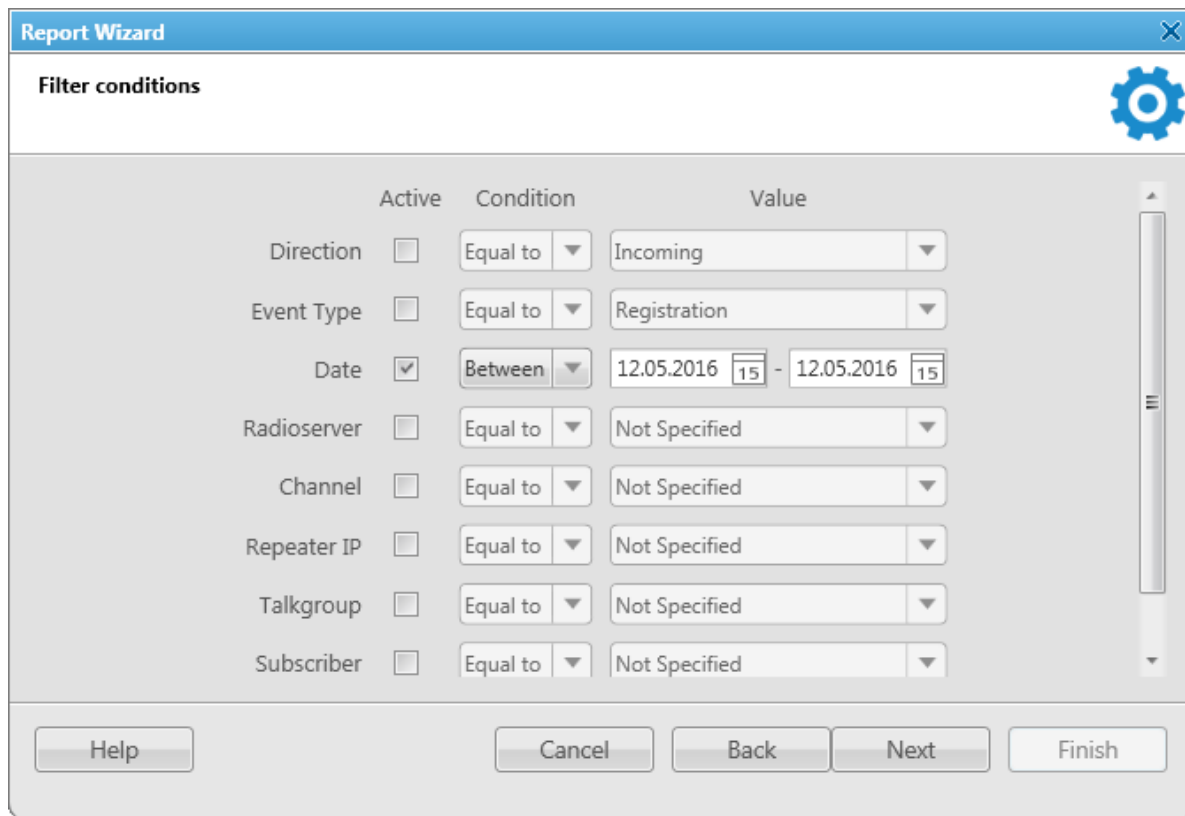 Report Wizard
Filter conditions
Active Condition Value
Direction Equal to Incoming
Event Type Equal to Registration
Date Between 12.05.2016 15 - 12.05.2016 15
Radioserver Equal to Not Specified
Channel Equal to Not Specified
Repeater IP Equal to Not Specified
Talkgroup Equal to Not Specified
Subscriber Equal to Not Specified
Help Cancel Back Next Finish